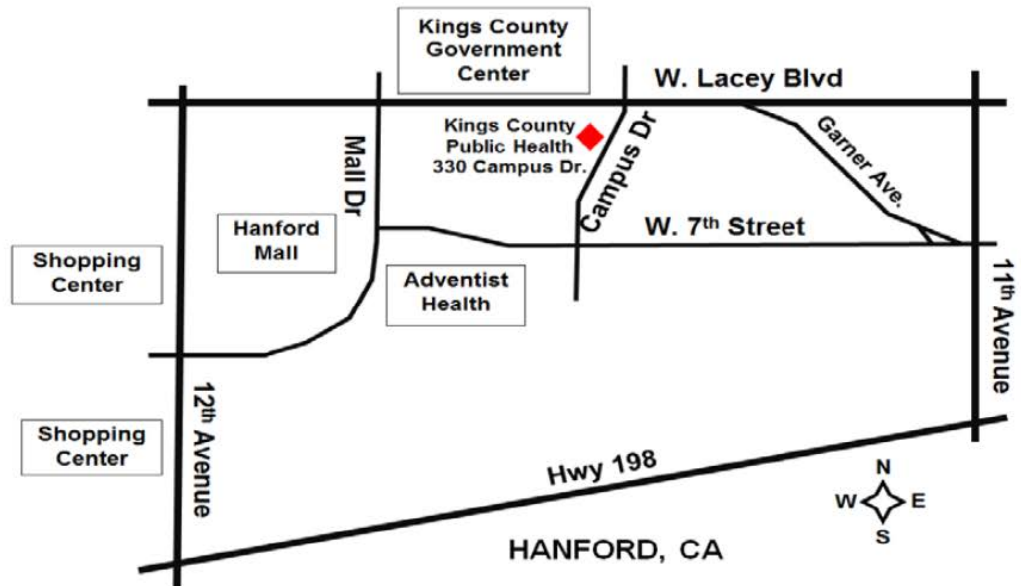 Kings County
Government
Center
W. Lacey Blvd
Kings County
Public Health
330 Campus Dr.
Mall Dr
Campus Dr
Garner Ave.
Hanford
Mall
W. 7th Street
Shopping
Center
Adventist
Health
11th Avenue
12th Avenue
Shopping
Center
Hwy 198
N
W E
S
HANFORD, CA